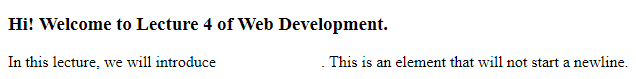 Hi! Welcome to Lecture 4 of Web Development.
In this lecture, we will introduce . This is an element that will not start a newline.